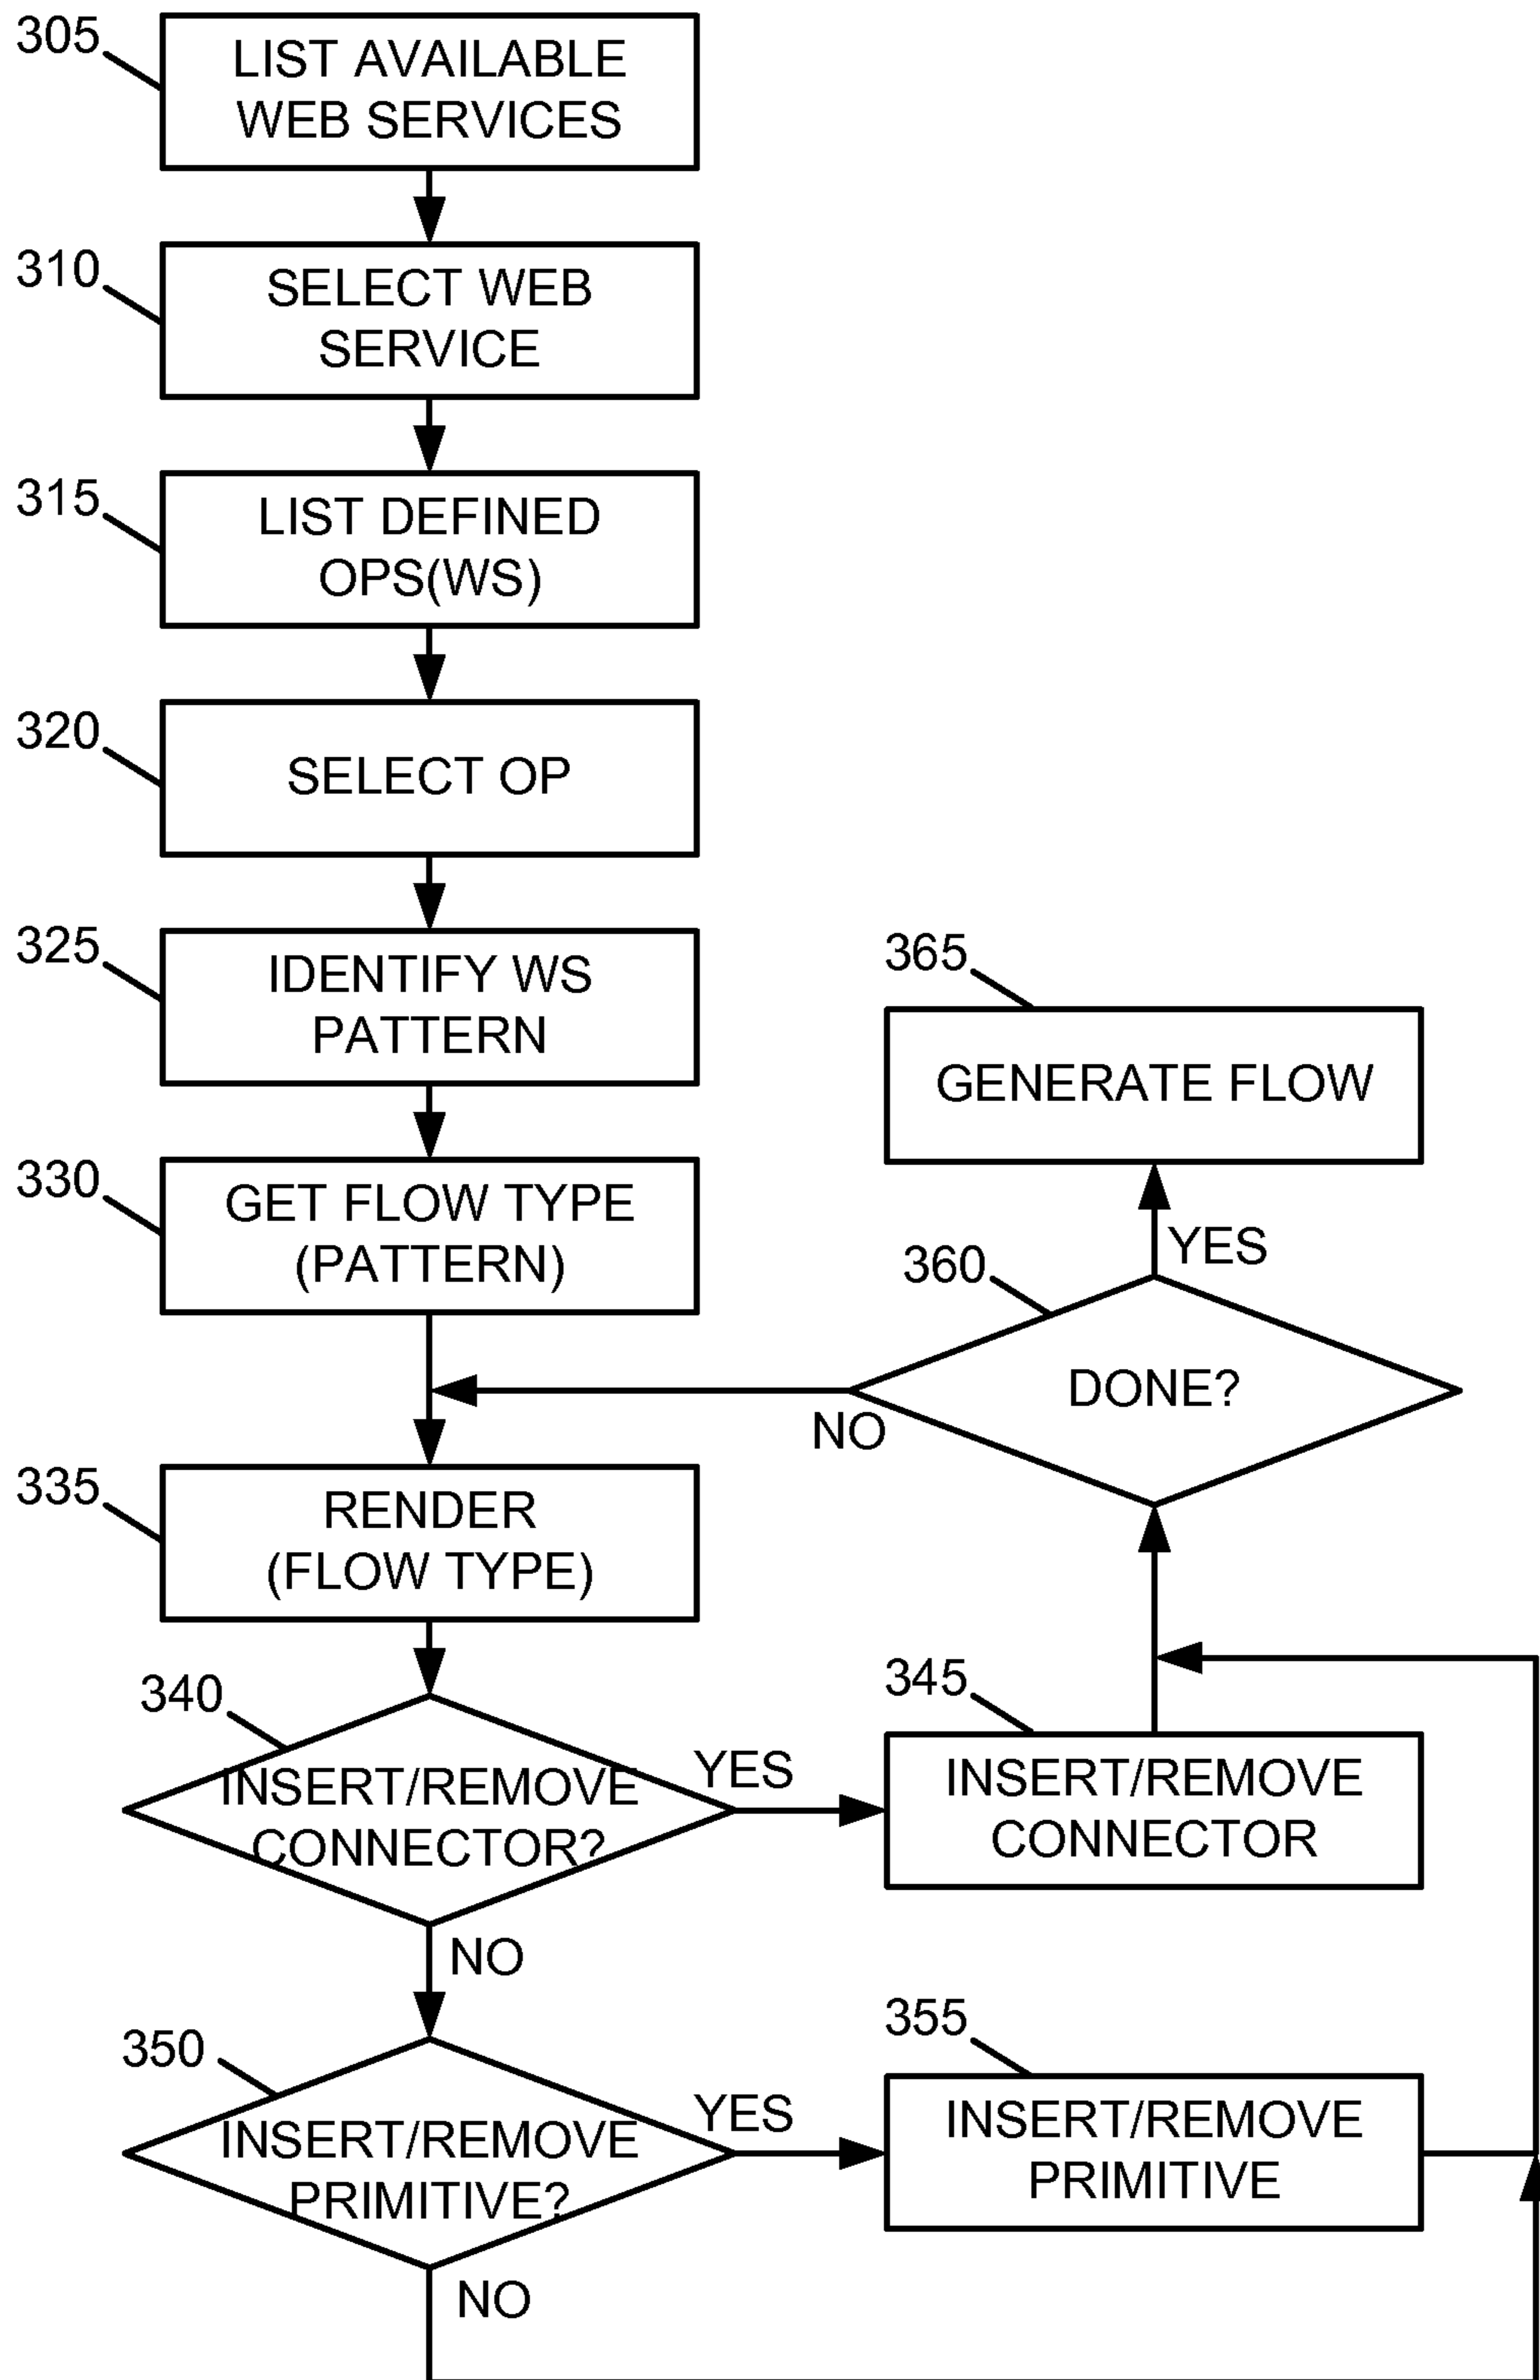 305
LIST AVAILABLE
WEB SERVICES
310
SELECT WEB
SERVICE
315
LIST DEFINED
OPS(WS)
320
SELECT OP
325
IDENTIFY WS
PATTERN
330
GET FLOW TYPE
(PATTERN)
335
RENDER
(FLOW TYPE)
340
INSERT/REMOVE
CONNECTOR?
YES
NO
345
INSERT/REMOVE
CONNECTOR
350
INSERT/REMOVE
PRIMITIVE?
YES
NO
355
INSERT/REMOVE
PRIMITIVE
360
DONE?
NO
YES
365
GENERATE FLOW